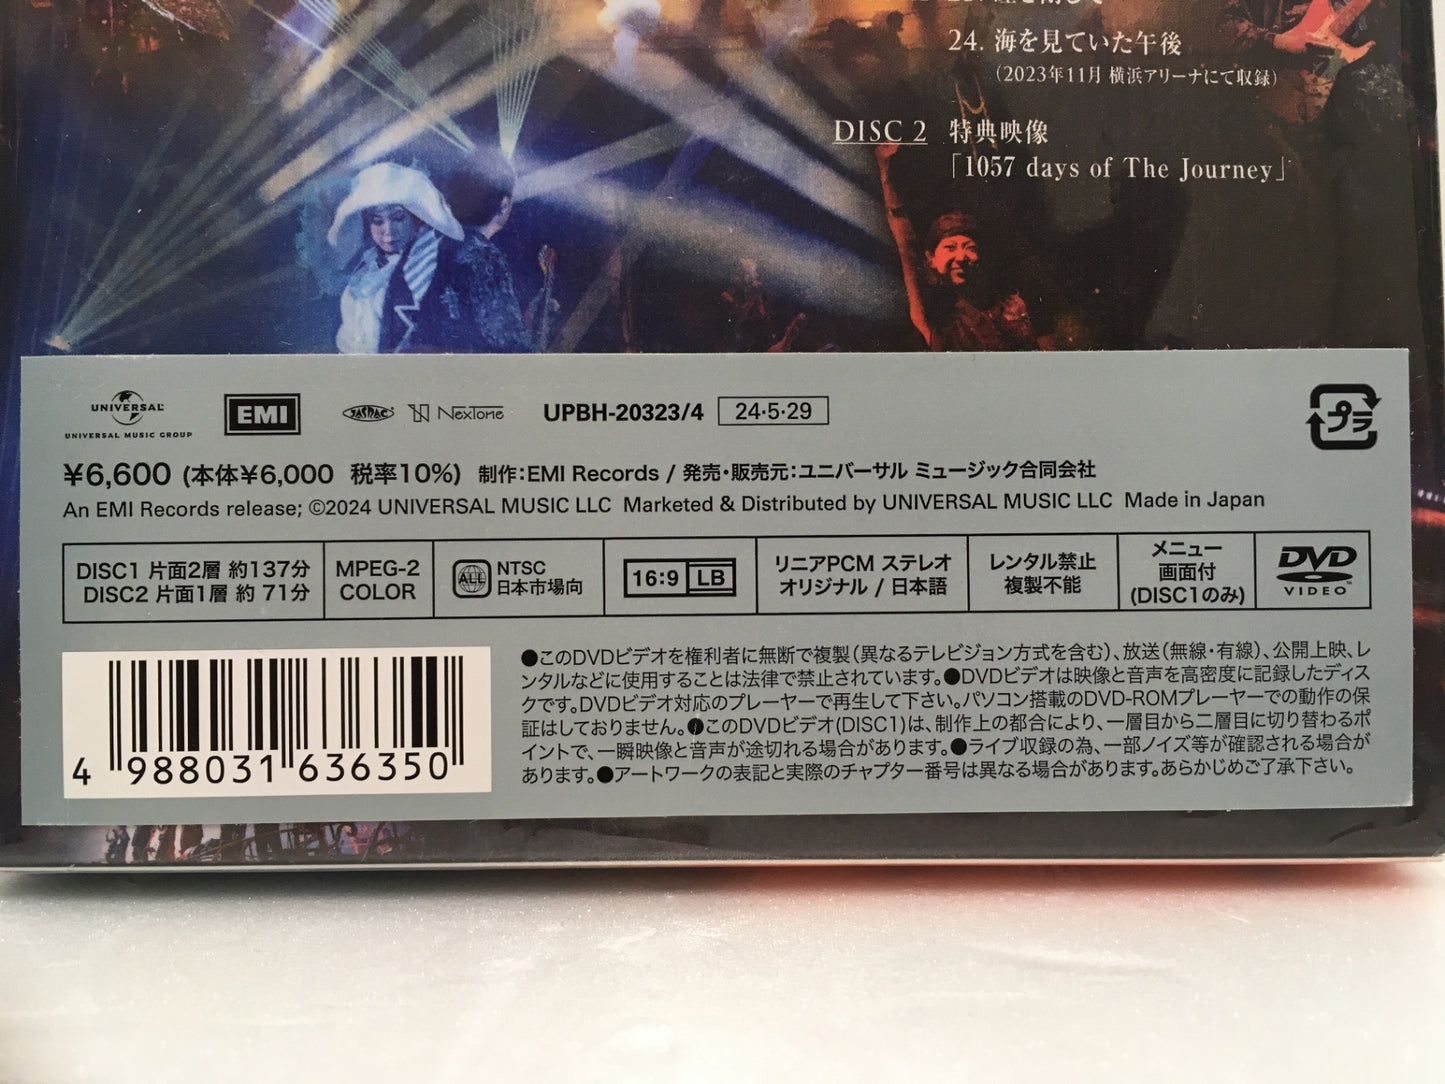 24. 海を見ていた午後
(2023年11月 横浜アリーナにて収録)
DISC 2 特典映像
「1057 days of The Journey」
UNIVERSAL
UNIVERSAL MUSIC GROUP
EMI
JASRAC
NexTone
UPBH-20323/4 24·5·29
プラ
¥6,600 (本体¥6,000 税率10%) 制作:EMI Records / 発売・販売元:ユニバーサル ミュージック合同会社
An EMI Records release; ©2024 UNIVERSAL MUSIC LLC Marketed & Distributed by UNIVERSAL MUSIC LLC Made in Japan
DISC1 片面2層 約137分
DISC2 片面1層 約 71分
MPEG-2
COLOR
ALL
NTSC
日本市場向
16:9 LB
リニアPCM ステレオ
オリジナル / 日本語
レンタル禁止
複製不能
メニュー
画面付
(DISC1のみ)
DVD
VIDEO
4 988031 636350
●このDVDビデオを権利者に無断で複製(異なるテレビジョン方式を含む)、放送(無線・有線)、公開上映、レ
ンタルなどに使用することは法律で禁止されています。●DVDビデオは映像と音声を高密度に記録したディス
クです。DVDビデオ対応のプレーヤーで再生して下さい。パソコン搭載のDVD-ROMプレーヤーでの動作の保
証はしておりません。●このDVDビデオ(DISC1)は、制作上の都合により、一層目から二層目に切り替わるポ
イントで、一瞬映像と音声が途切れる場合があります。●ライブ収録の為、一部ノイズ等が確認される場合が
あります。●アートワークの表記と実際のチャプター番号は異なる場合があります。あらかじめご了承下さい。